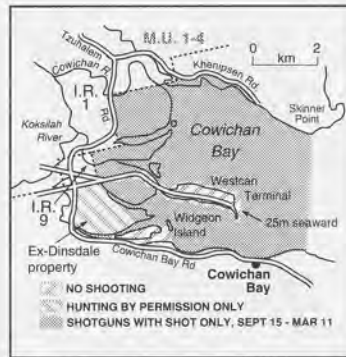 M.U. 1-4
Tzuhalem Rd.
Cowichan R.
Khenipsen Rd.
0 2
km
I.R. 1
Skinner Point
Koksilah River
Cowichan Bay
Westcan Terminal
25m seaward
I.R. 9
Widgeon Island
Ex-Dinsdale property
Cowichan Bay Rd
Cowichan Bay
NO SHOOTING
HUNTING BY PERMISSION ONLY
SHOTGUNS WITH SHOT ONLY, SEPT 15 - MAR 11